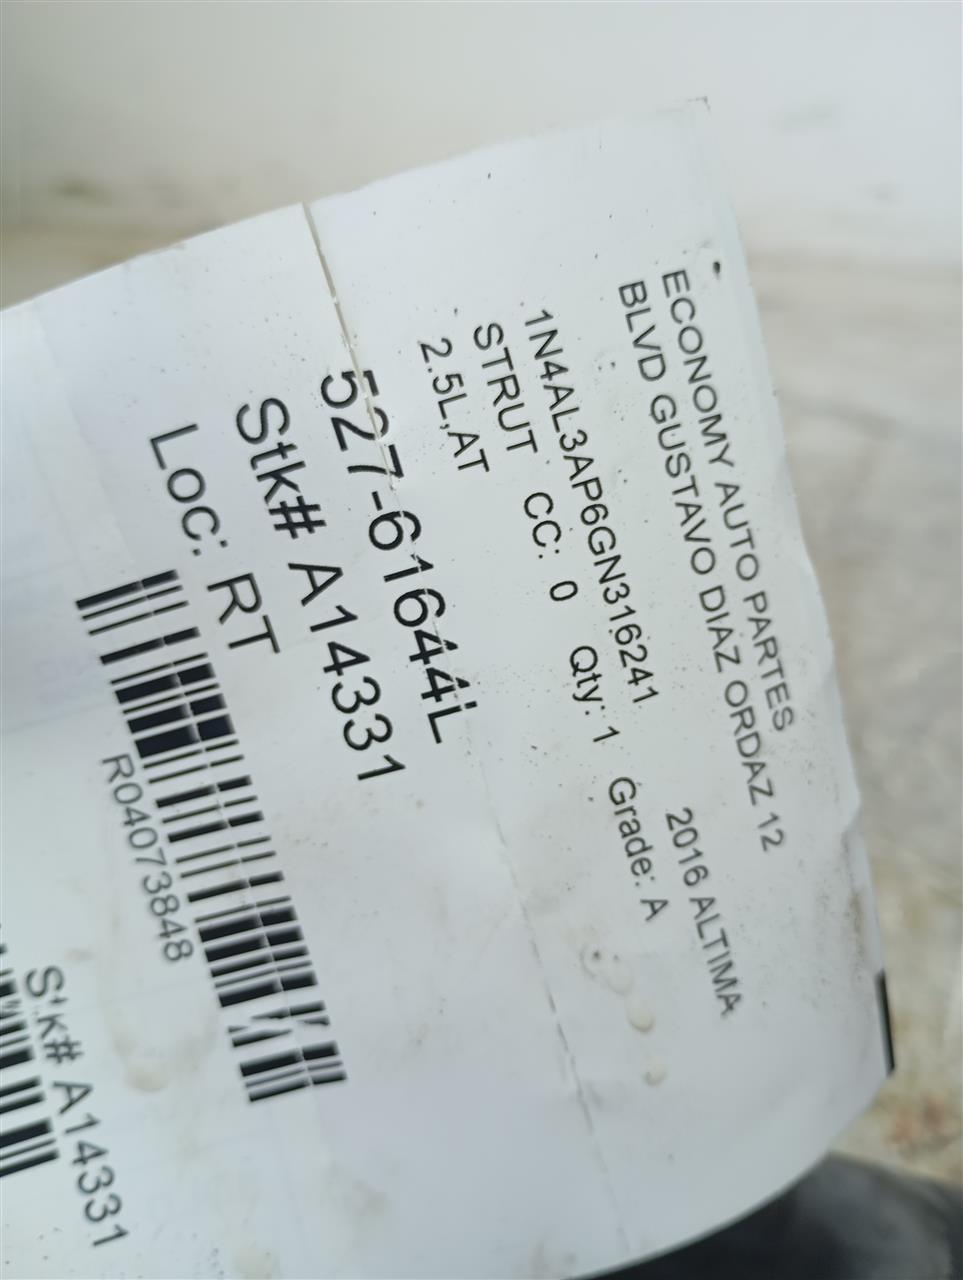 ECONOMY AUTO PARTES
BLVD GUSTAVO DIAZ ORDAZ 12
1N4AL3AP6GN316241 2016 ALTIMA
STRUT CC: 0 Qty: 1 Grade: A
2.5L,AT
527-61644L
Stk# A14331
Loc: RT
R04073848
Stk# A14331